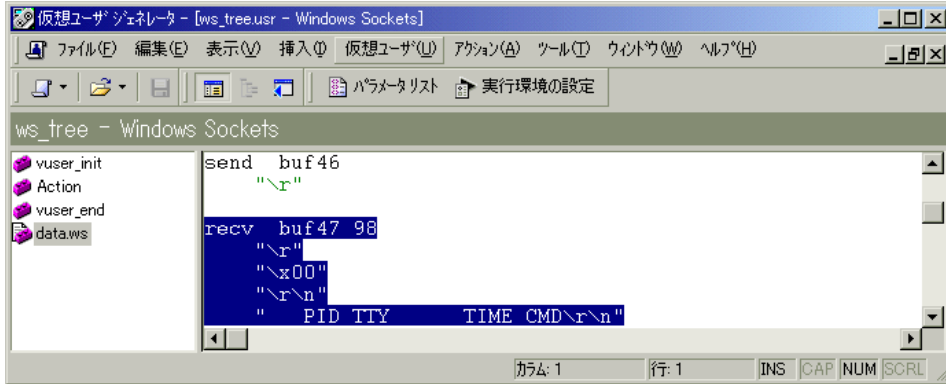 仮想ユーザ ジェネレータ - [ws_tree.usr - Windows Sockets]
ファイル(F) 編集(E) 表示(V) 挿入(I) 仮想ユーザ(U) アクション(A) ツール(T) ウィンドウ(W) ヘルプ(H)
パラメータ リスト 実行環境の設定
ws_tree - Windows Sockets
vuser_init
Action
vuser_end
data.ws
send  buf46
"\r"
recv  buf47 98
"\r"
"\x00"
"\r\n"
"   PID TTY      TIME CMD\r\n"
カラム: 1 行: 1 INS CAP NUM SCRL